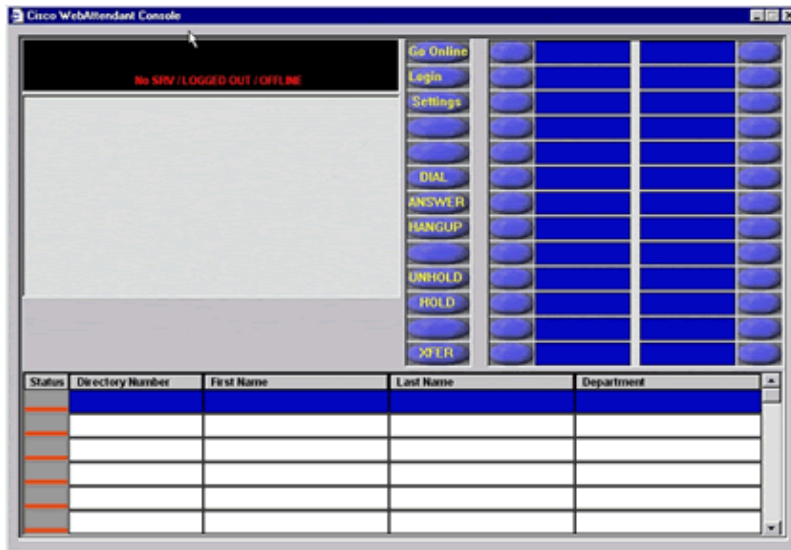 Cisco WebAttendant Console
No SRV / LOGGED OUT / OFFLINE
Go Online
Login
Settings
DIAL
ANSWER
HANGUP
UNHOLD
HOLD
XFER
Status Directory Number First Name Last Name Department